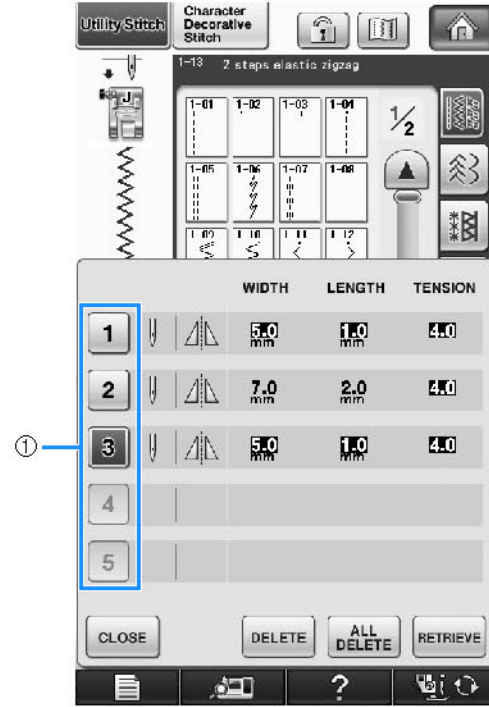 Utility Stitch
Character
Decorative
Stitch
1-13 2 steps elastic zigzag
J
1-01 1-02 1-03 1-04
1/2
1-05 1-06 1-07 1-08
1-09 1-10 1-11 1-12
WIDTH LENGTH TENSION
1 5.0 mm 1.0 mm 4.0
2 7.0 mm 2.0 mm 4.0
① 3 5.0 mm 1.0 mm 4.0
4
5
CLOSE DELETE ALL DELETE RETRIEVE
?